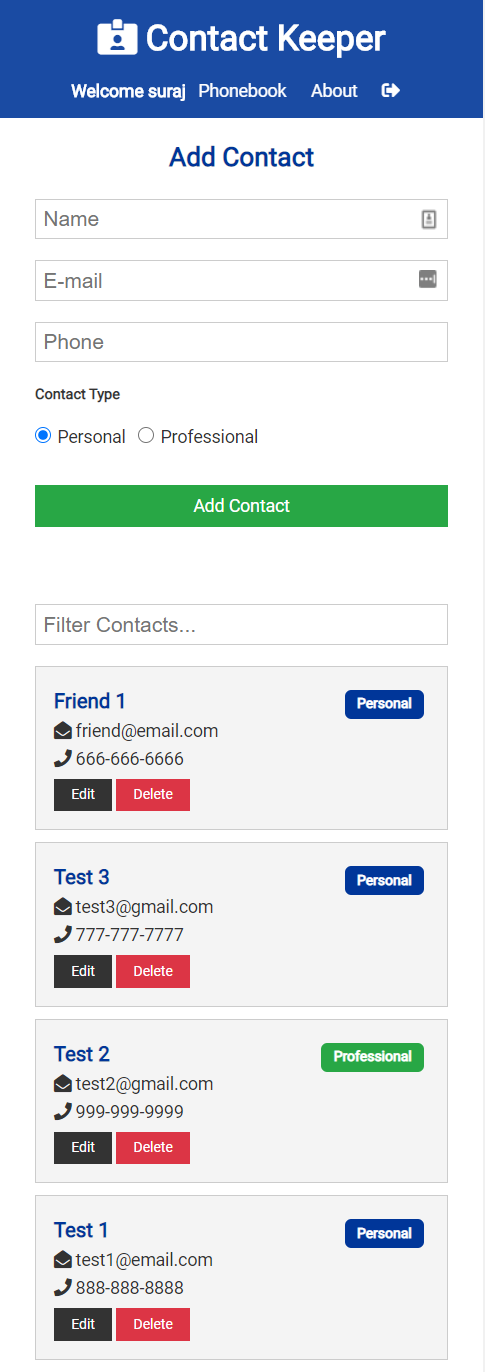 Contact Keeper
Welcome suraj Phonebook About
Add Contact
Name
E-mail
Phone
Contact Type
Personal Professional
Add Contact
Filter Contacts...
Friend 1 Personal
friend@email.com
666-666-6666
Edit Delete
Test 3 Personal
test3@gmail.com
777-777-7777
Edit Delete
Test 2 Professional
test2@gmail.com
999-999-9999
Edit Delete
Test 1 Personal
test1@email.com
888-888-8888
Edit Delete